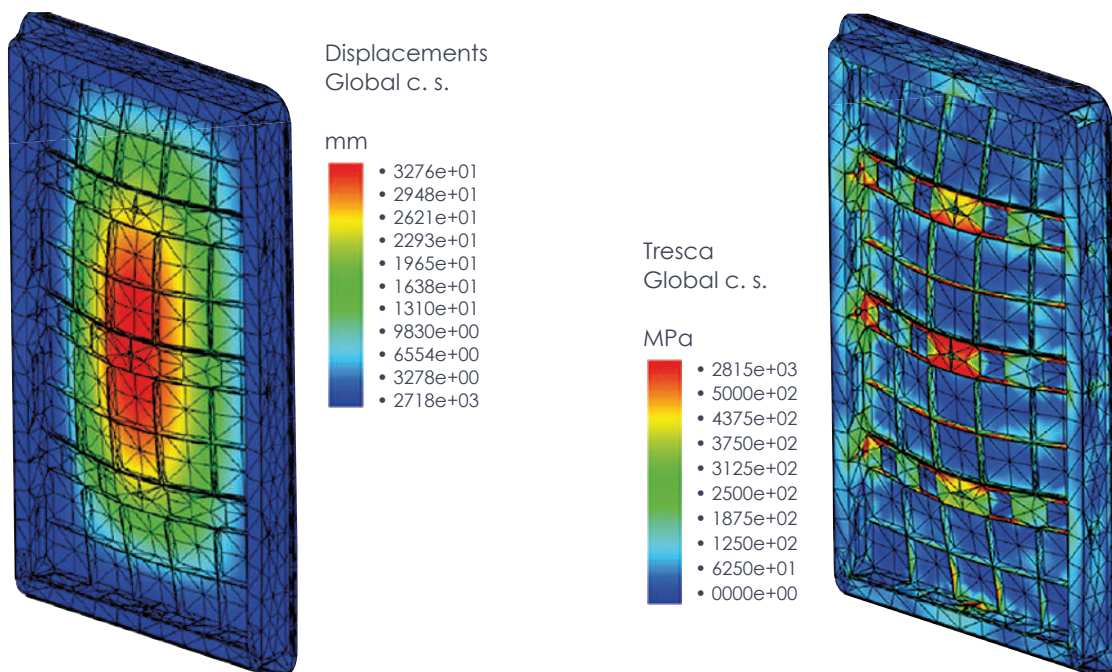 Displacements
Global c. s.
mm
• 3276e+01
• 2948e+01
• 2621e+01
• 2293e+01
• 1965e+01
• 1638e+01
• 1310e+01
• 9830e+00
• 6554e+00
• 3278e+00
• 2718e+03
Tresca
Global c. s.
MPa
• 2815e+03
• 5000e+02
• 4375e+02
• 3750e+02
• 3125e+02
• 2500e+02
• 1875e+02
• 1250e+02
• 6250e+01
• 0000e+00